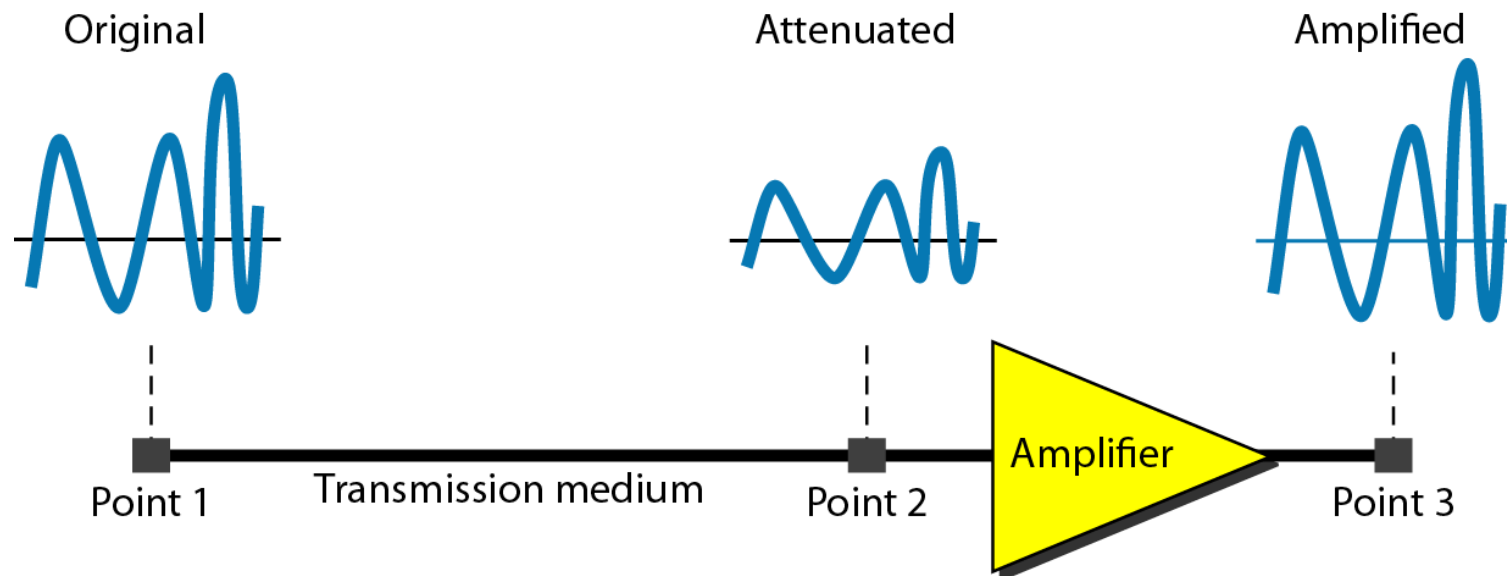 Original
Attenuated
Amplified
Amplifier
Transmission medium
Point 1
Point 2
Point 3